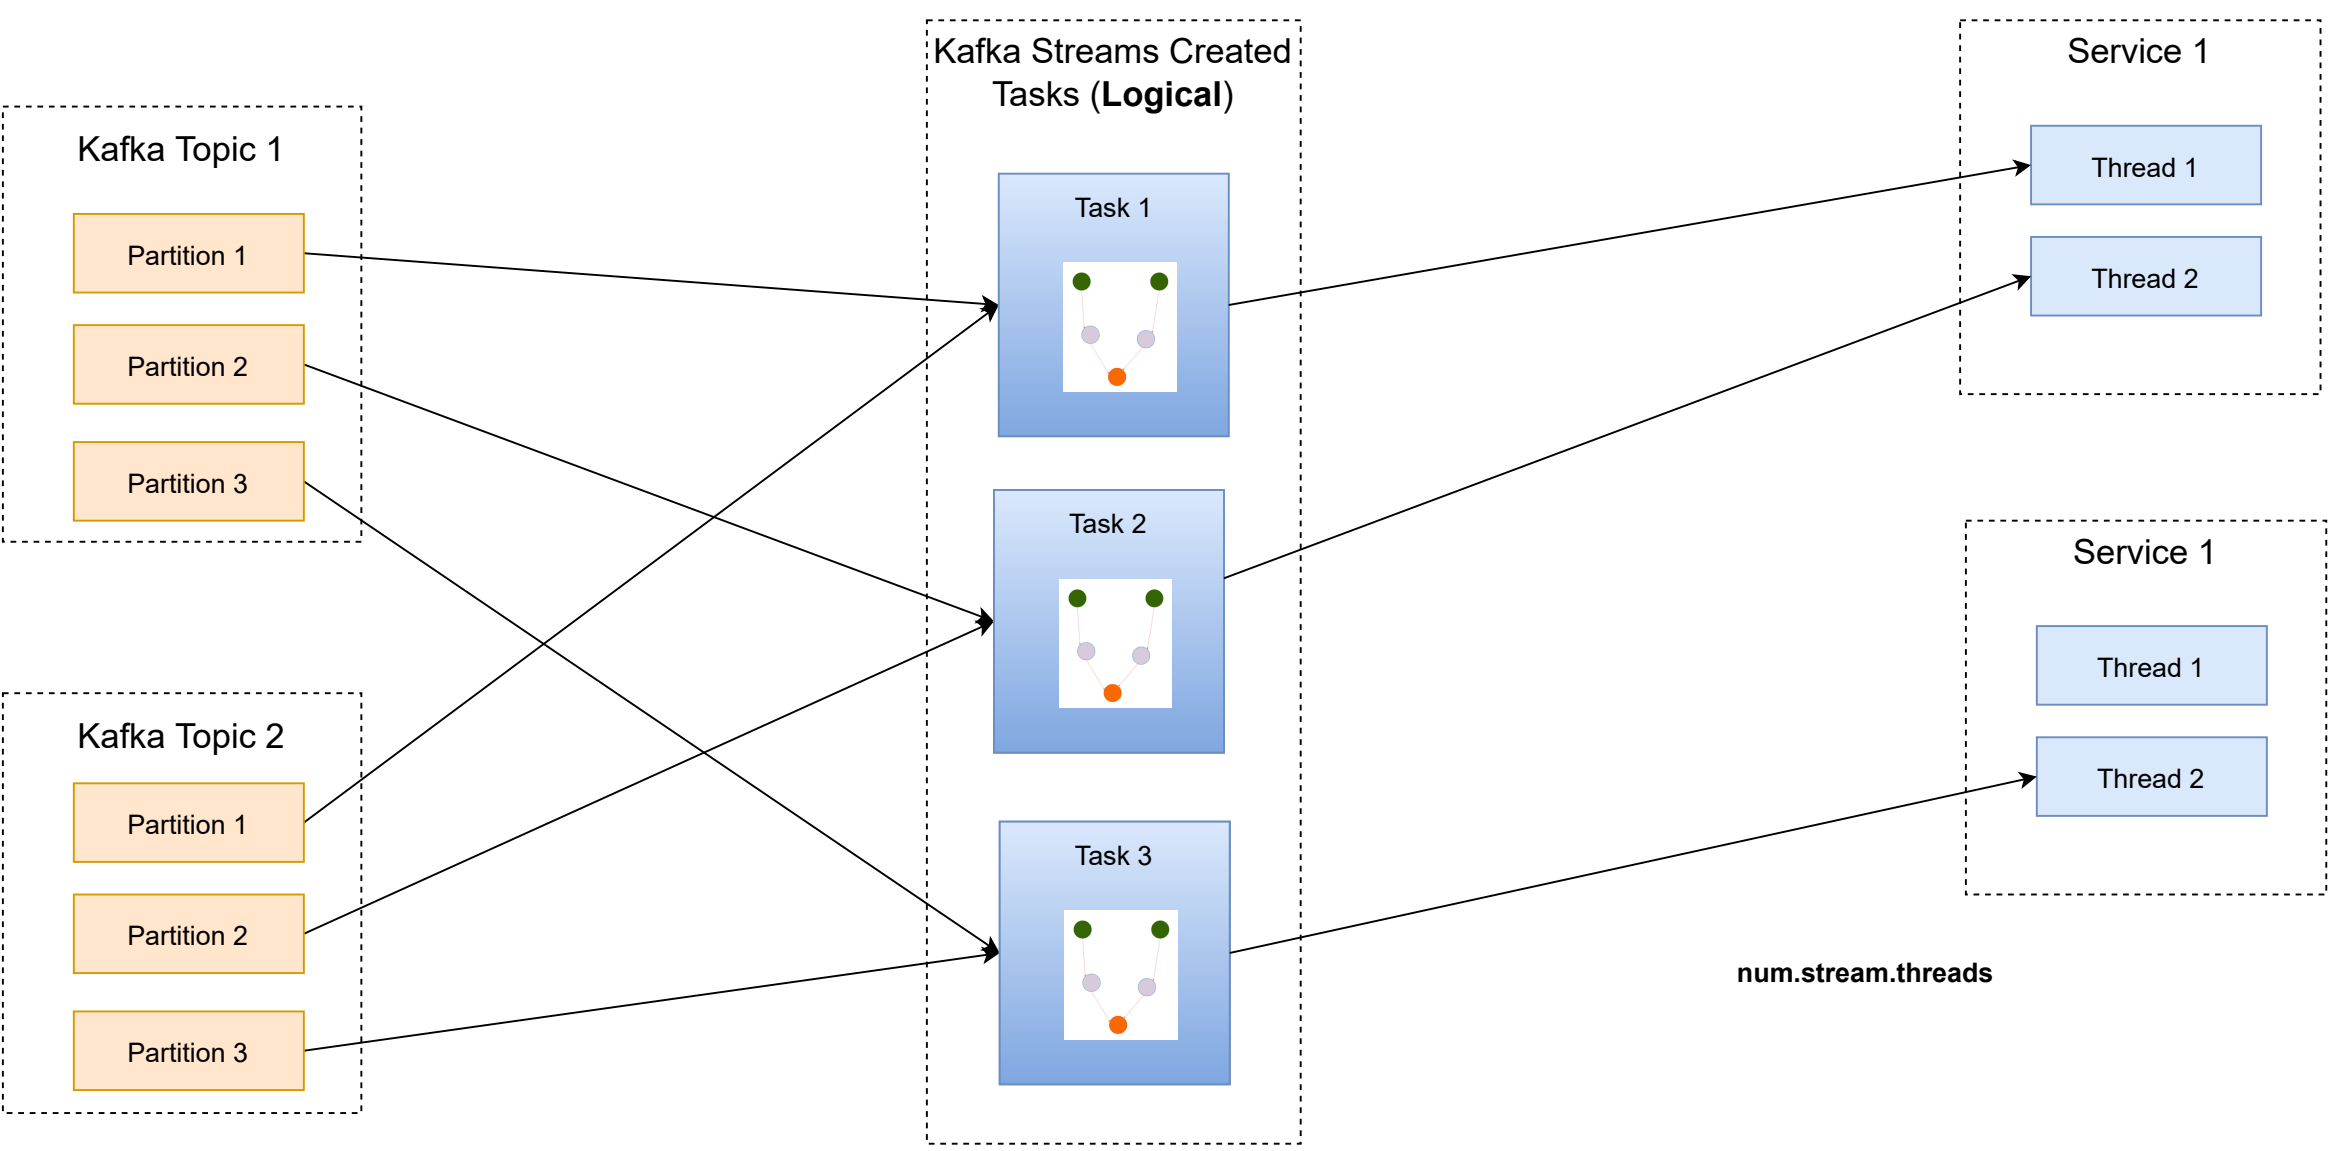 Kafka Topic 1
Partition 1
Partition 2
Partition 3
Kafka Topic 2
Partition 1
Partition 2
Partition 3
Kafka Streams Created
Tasks (Logical)
Task 1
Task 2
Task 3
Service 1
Thread 1
Thread 2
Service 1
Thread 1
Thread 2
num.stream.threads